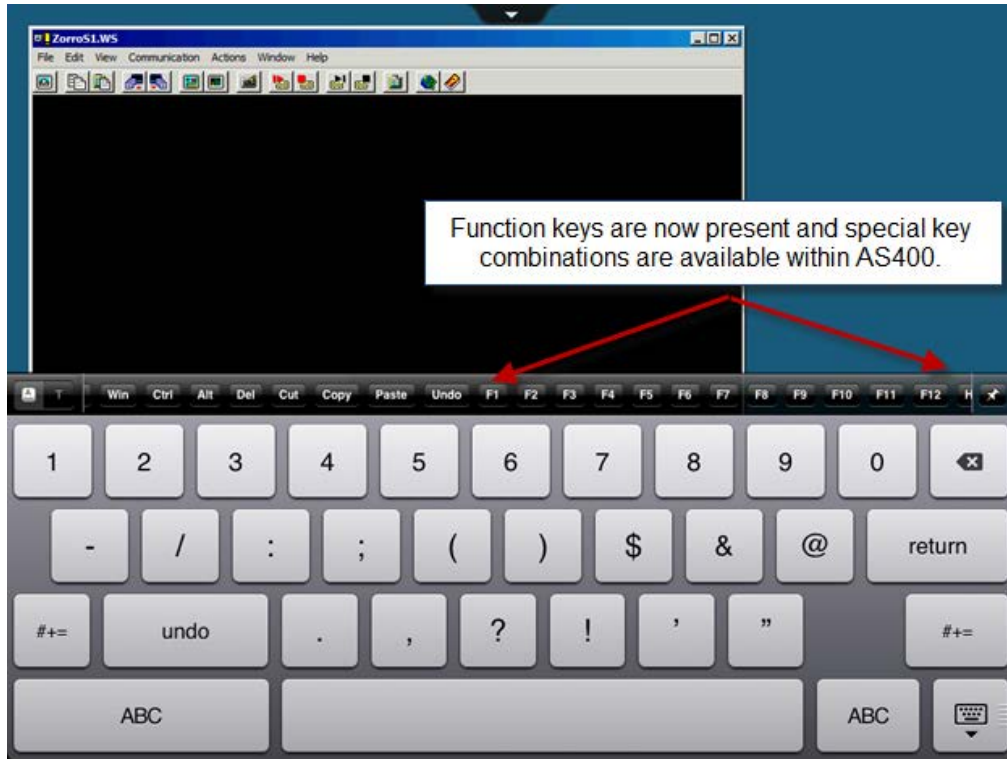 ZorroS1.WS
File Edit View Communication Actions Window Help
Function keys are now present and special key
combinations are available within AS400.
Win Ctrl Alt Del Cut Copy Paste Undo F1 F2 F3 F4 F5 F6 F7 F8 F9 F10 F11 F12 H
1 2 3 4 5 6 7 8 9 0
- / : ; ( ) $ & @ return
#+= undo . , ? ! ’ ” #+=
ABC ABC